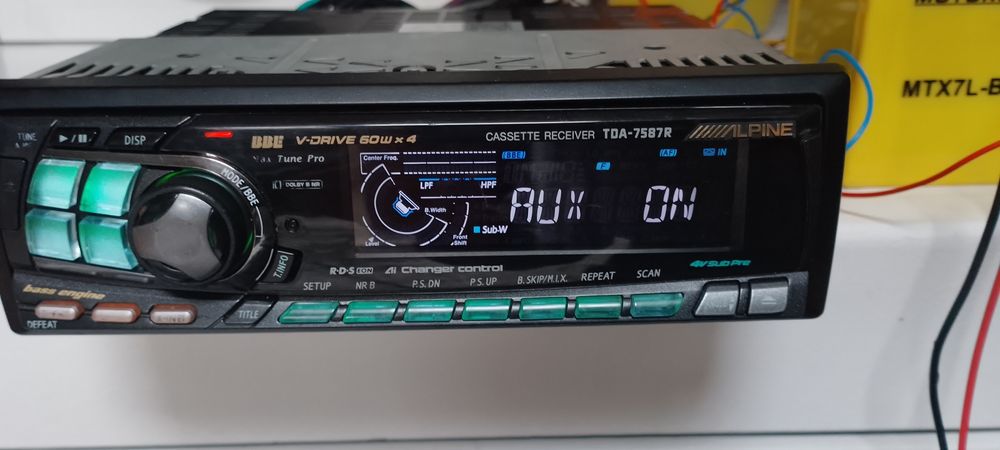 MTX7L-B
DISP
BBE V-DRIVE 60W×4
CASSETTE RECEIVER TDA-7587R ALPINE
Max Tune Pro
DOLBY B NR
MODE/BBE
Center Freq.
LPF HPF
B.Width
Level
Front Shift
Sub-W
BBE
F
AF
IN
AUX ON
T.INFO
R·D·S EON Ai Changer control
4V Sub Pre
SETUP NR B P.S. DN P.S. UP B.SKIP/M.I.X. REPEAT SCAN
bass engine
DEFEAT
TITLE